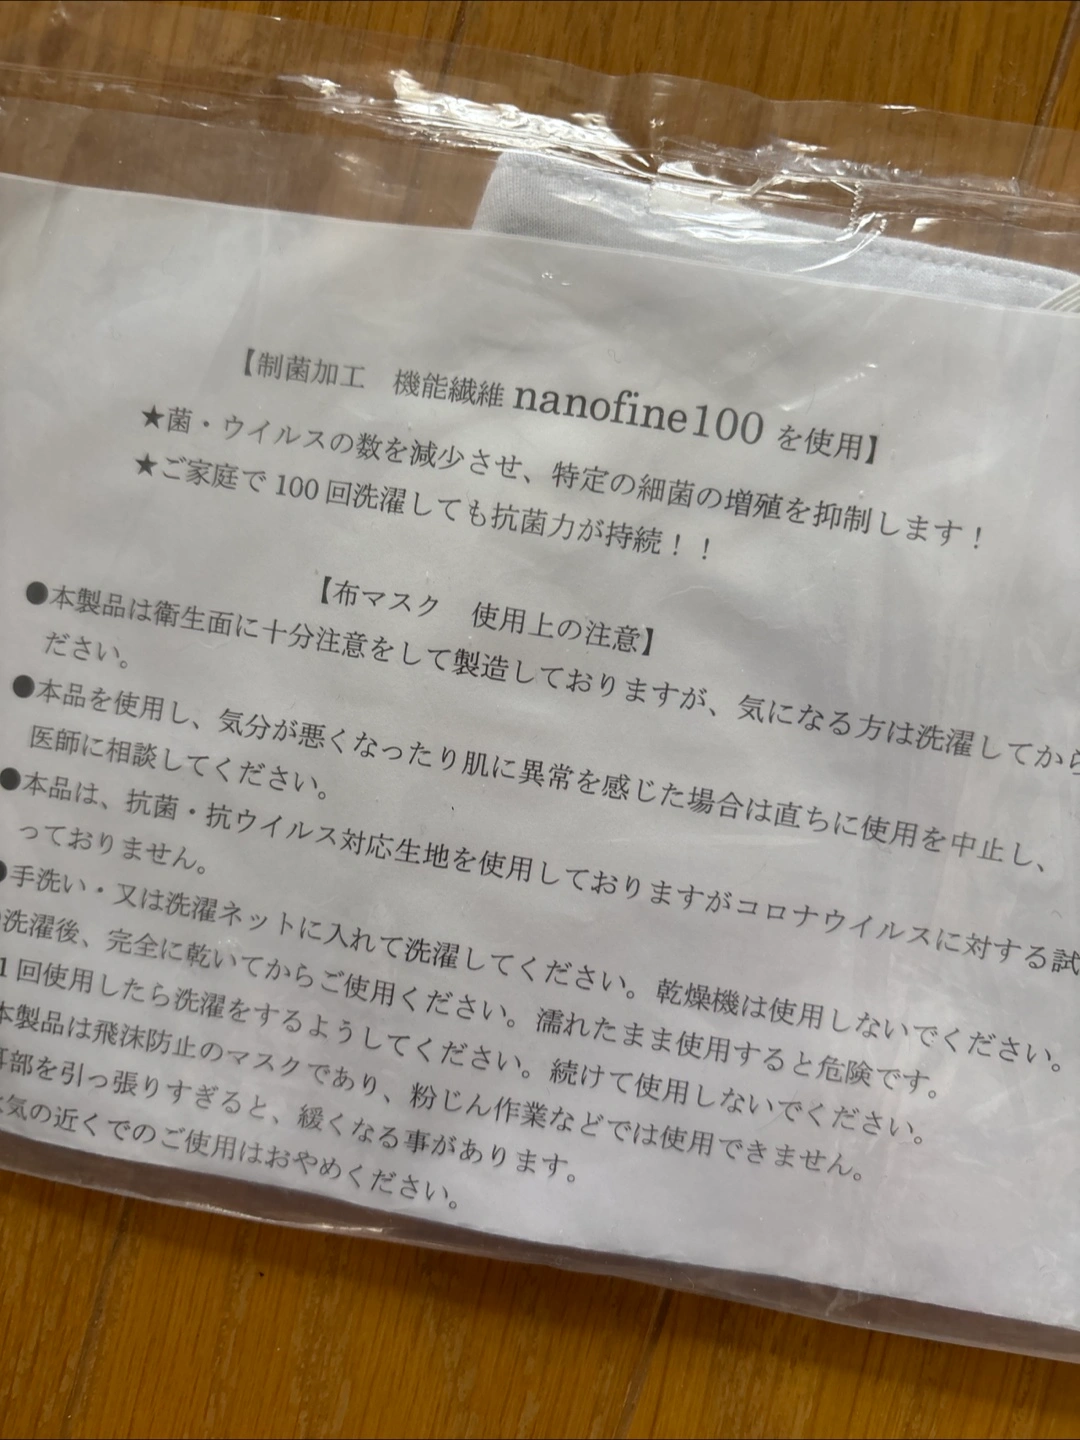 【制菌加工　機能繊維 nanofine100 を使用】
★菌・ウイルスの数を減少させ、特定の細菌の増殖を抑制します！
★ご家庭で 100 回洗濯しても抗菌力が持続！！
【布マスク　使用上の注意】
●本製品は衛生面に十分注意をして製造しておりますが、気になる方は洗濯してから
ださい。
●本品を使用し、気分が悪くなったり肌に異常を感じた場合は直ちに使用を中止し、
医師に相談してください。
●本品は、抗菌・抗ウイルス対応生地を使用しておりますがコロナウイルスに対する試
っておりません。
●手洗い・又は洗濯ネットに入れて洗濯してください。乾燥機は使用しないでください。
洗濯後、完全に乾いてからご使用ください。濡れたまま使用すると危険です。
1 回使用したら洗濯をするようしてください。続けて使用しないでください。
本製品は飛沫防止のマスクであり、粉じん作業などでは使用できません。
部を引っ張りすぎると、緩くなる事があります。
気の近くでのご使用はおやめください。